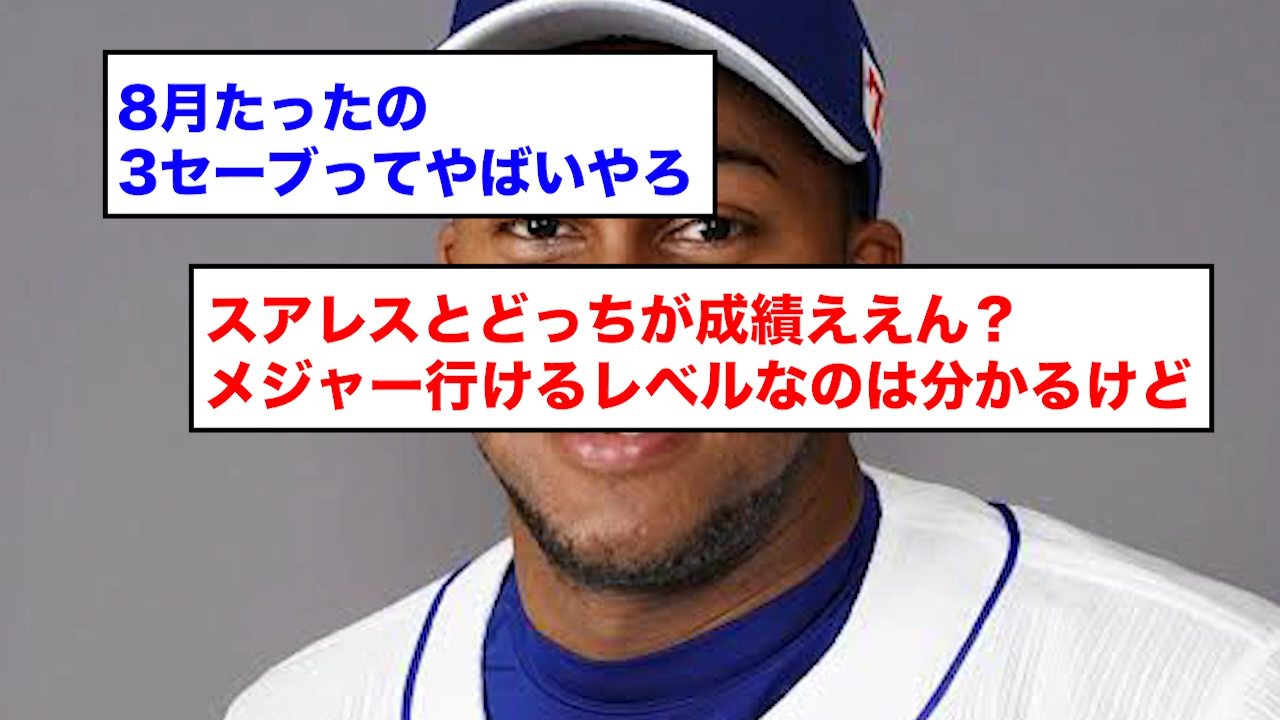 8月たったの
3セーブってやばいやろ
スアレスとどっちが成績ええん？
メジャー行けるレベルなのは分かるけど